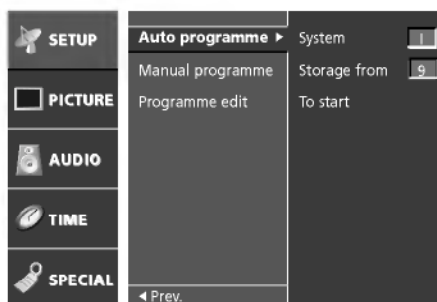 SETUP
PICTURE
AUDIO
TIME
SPECIAL
Auto programme ►
Manual programme
Programme edit
◄ Prev.
System I
Storage from 9
To start